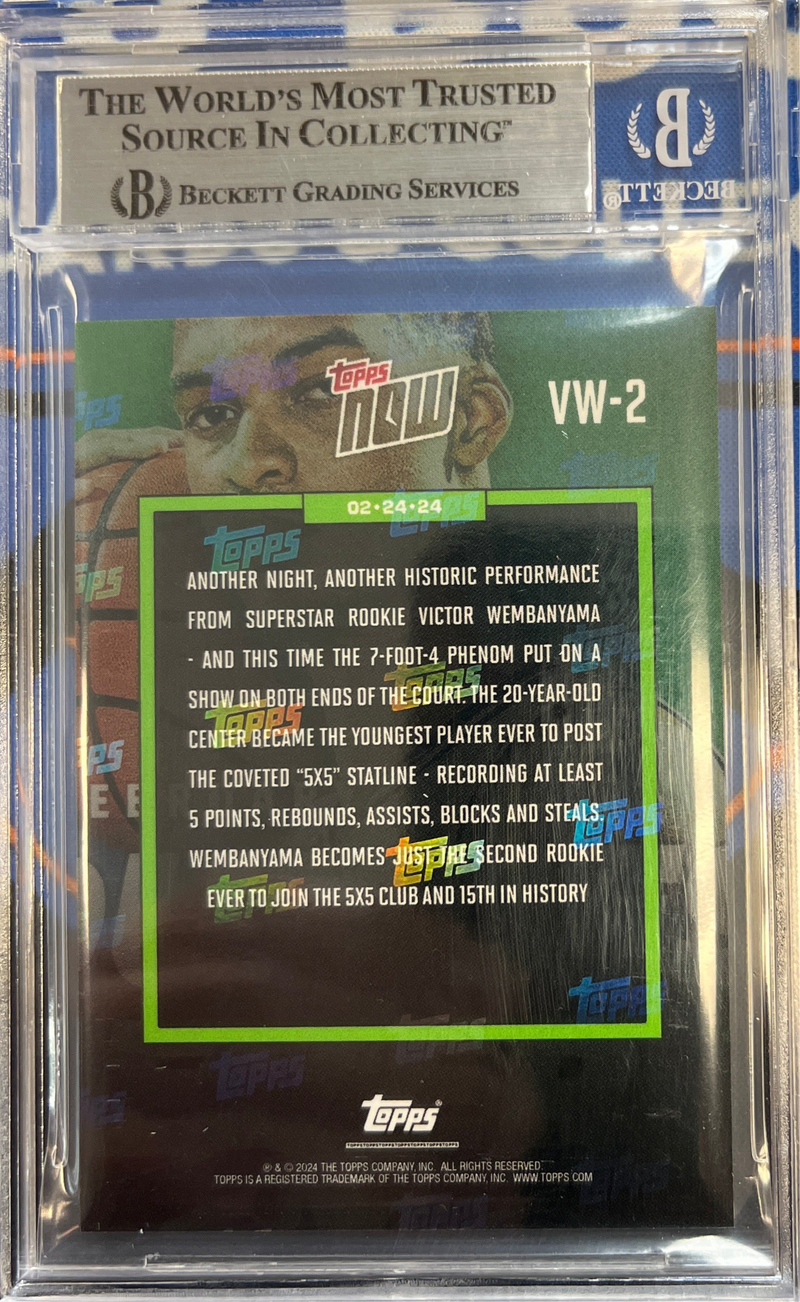 THE WORLD'S MOST TRUSTED
SOURCE IN COLLECTING™
B BECKETT GRADING SERVICES
B
BECKETT®
topps
now
VW-2
02•24•24
ANOTHER NIGHT, ANOTHER HISTORIC PERFORMANCE
FROM SUPERSTAR ROOKIE VICTOR WEMBANYAMA
- AND THIS TIME THE 7-FOOT-4 PHENOM PUT ON A
SHOW ON BOTH ENDS OF THE COURT. THE 20-YEAR-OLD
CENTER BECAME THE YOUNGEST PLAYER EVER TO POST
THE COVETED "5X5" STATLINE - RECORDING AT LEAST
5 POINTS, REBOUNDS, ASSISTS, BLOCKS AND STEALS.
WEMBANYAMA BECOMES JUST THE SECOND ROOKIE
EVER TO JOIN THE 5X5 CLUB AND 15TH IN HISTORY
topps®
TOPPSTOPPSTOPPSTOPPSTOPPSTOPPSTOPPS
℗ & © 2024 THE TOPPS COMPANY, INC. ALL RIGHTS RESERVED.
TOPPS IS A REGISTERED TRADEMARK OF THE TOPPS COMPANY, INC. WWW.TOPPS.COM